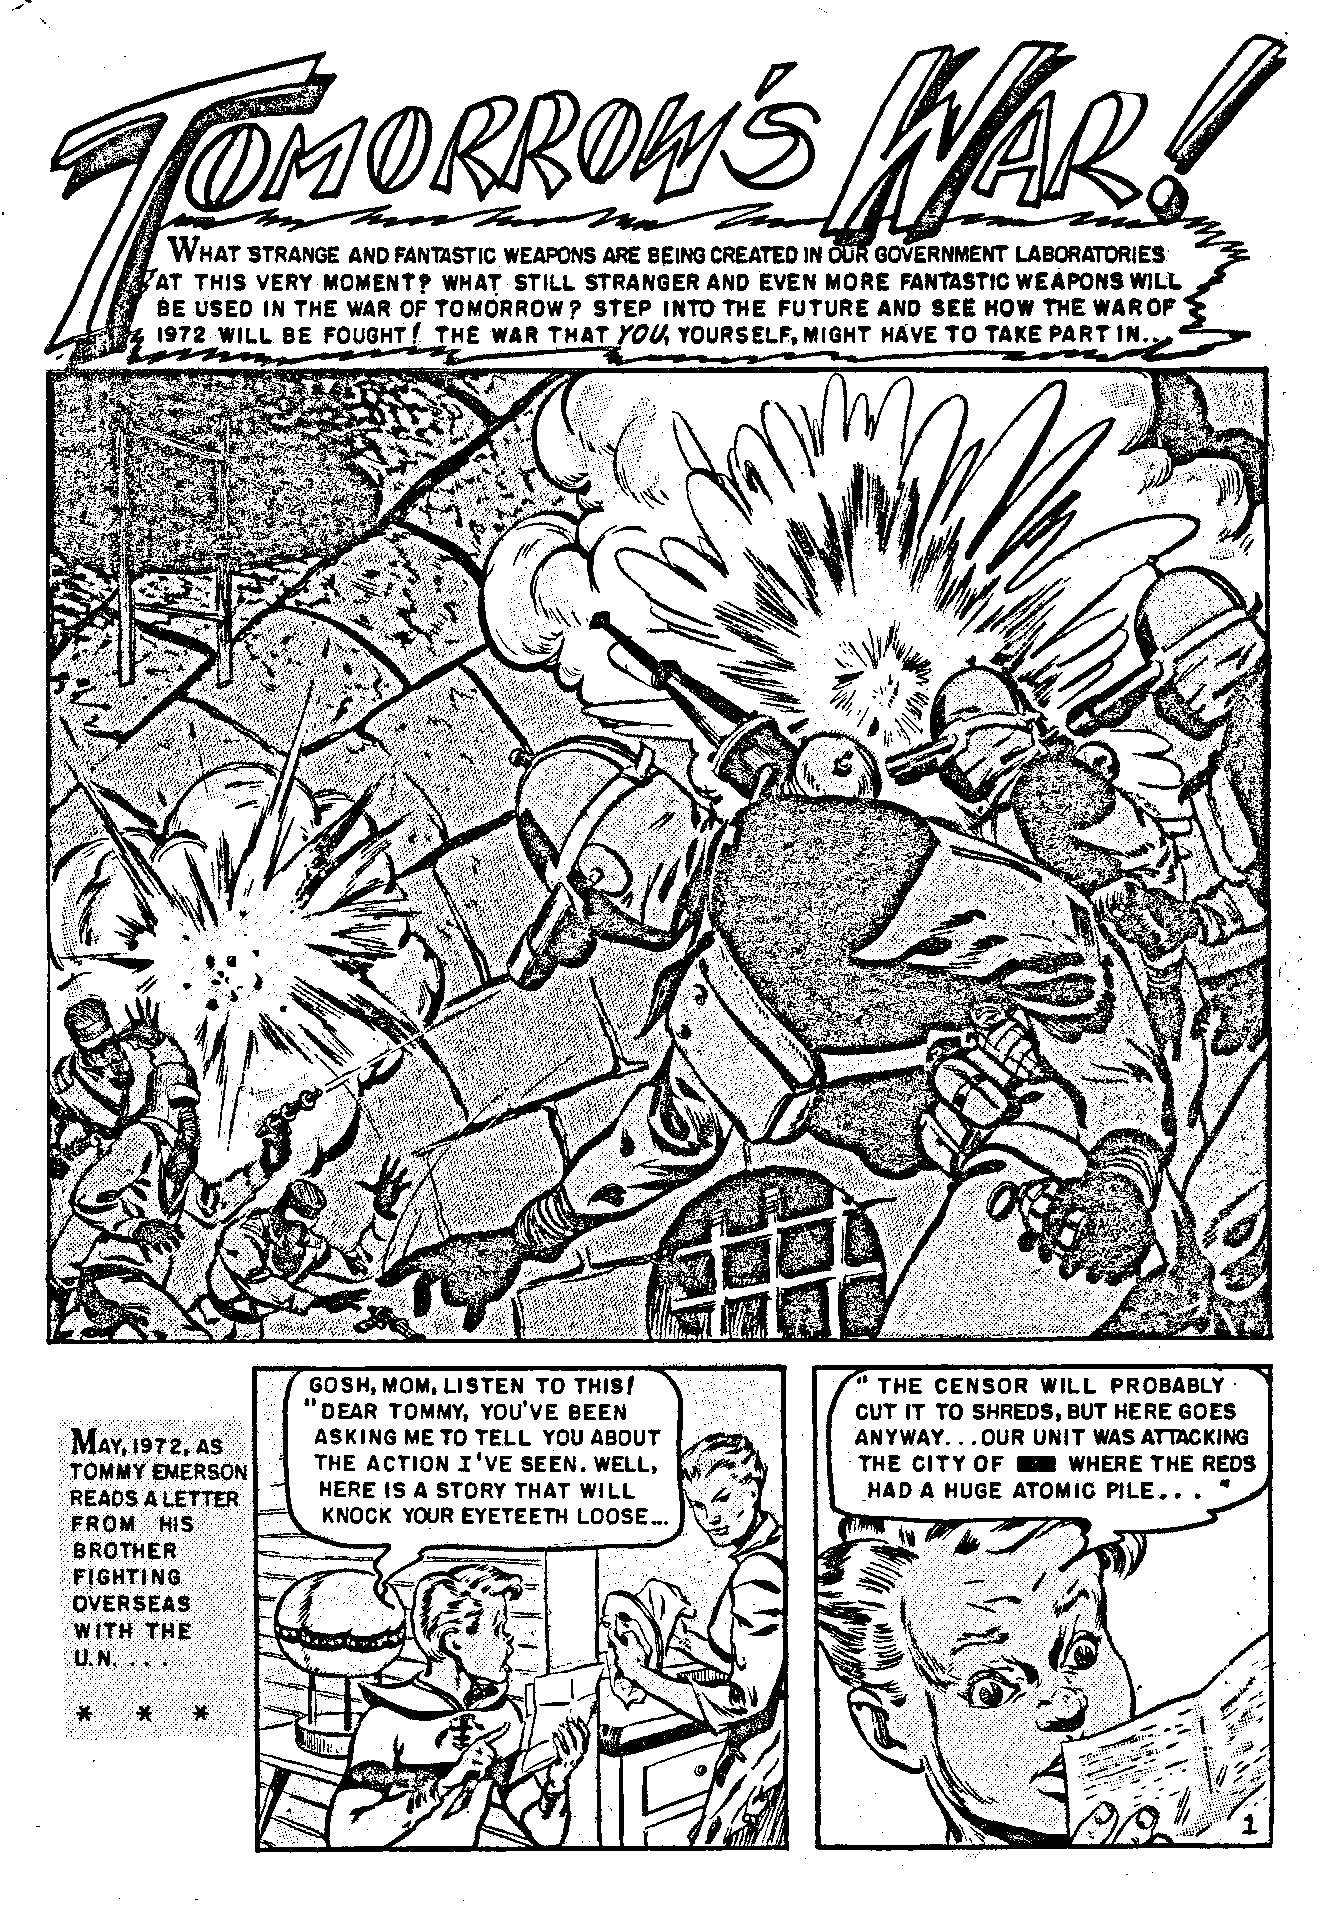 TOMORROW'S WAR!
WHAT STRANGE AND FANTASTIC WEAPONS ARE BEING CREATED IN OUR GOVERNMENT LABORATORIES
AT THIS VERY MOMENT? WHAT STILL STRANGER AND EVEN MORE FANTASTIC WEAPONS WILL
BE USED IN THE WAR OF TOMORROW? STEP INTO THE FUTURE AND SEE HOW THE WAR OF
1972 WILL BE FOUGHT! THE WAR THAT YOU, YOURSELF, MIGHT HAVE TO TAKE PART IN...
MAY, 1972, AS
TOMMY EMERSON
READS A LETTER
FROM HIS
BROTHER
FIGHTING
OVERSEAS
WITH THE
U.N. . . .
* * *
GOSH, MOM, LISTEN TO THIS!
"DEAR TOMMY, YOU'VE BEEN
ASKING ME TO TELL YOU ABOUT
THE ACTION I'VE SEEN. WELL,
HERE IS A STORY THAT WILL
KNOCK YOUR EYETEETH LOOSE...
" THE CENSOR WILL PROBABLY
CUT IT TO SHREDS, BUT HERE GOES
ANYWAY...OUR UNIT WAS ATTACKING
THE CITY OF WHERE THE REDS
HAD A HUGE ATOMIC PILE... "
1